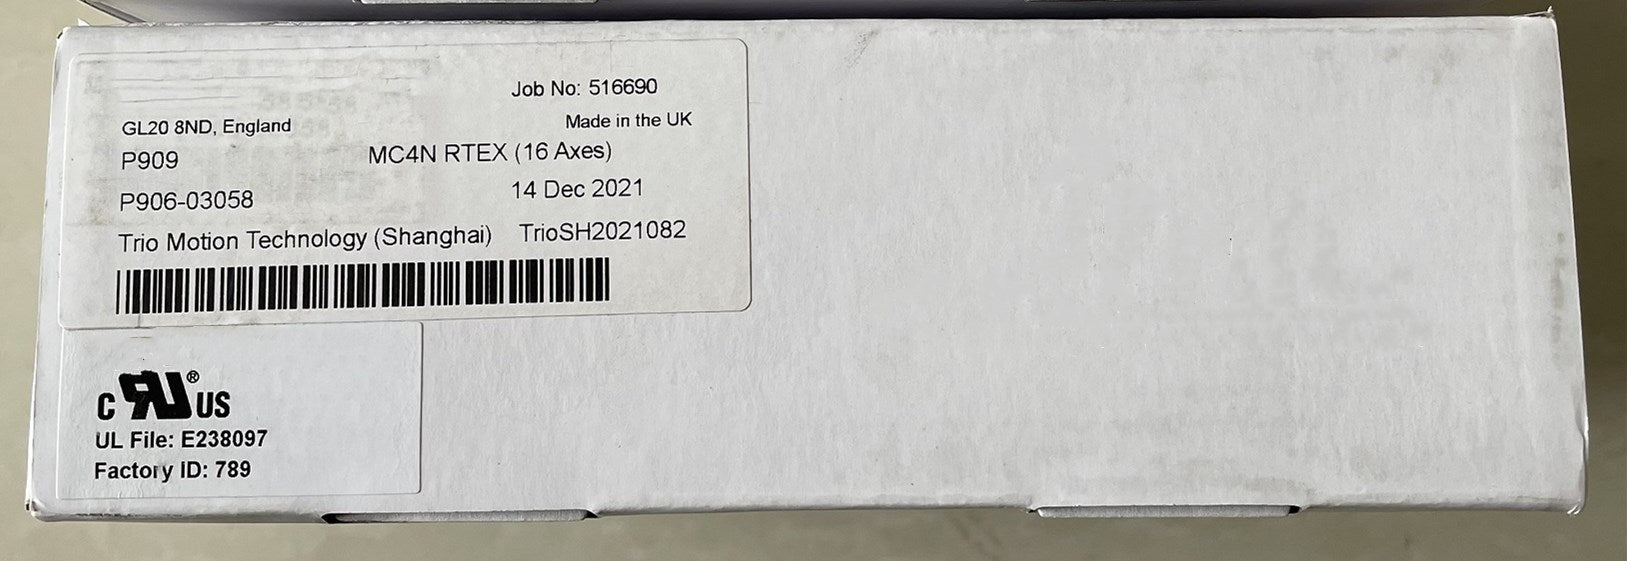 Job No: 516690
GL20 8ND, England
Made in the UK
P909
MC4N RTEX (16 Axes)
P906-03058
14 Dec 2021
Trio Motion Technology (Shanghai)
TrioSH2021082
C RU® US
UL File: E238097
Factory ID: 789